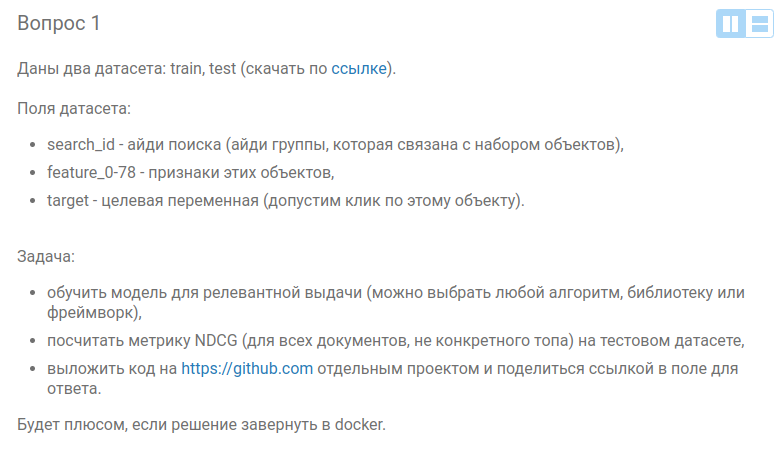 Вопрос 1
Даны два датасета: train, test (скачать по ссылке).
Поля датасета:
• search_id - айди поиска (айди группы, которая связана с набором объектов),
• feature_0-78 - признаки этих объектов,
• target - целевая переменная (допустим клик по этому объекту).
Задача:
• обучить модель для релевантной выдачи (можно выбрать любой алгоритм, библиотеку или
фреймворк),
• посчитать метрику NDCG (для всех документов, не конкретного топа) на тестовом датасете,
• выложить код на https://github.com отдельным проектом и поделиться ссылкой в поле для
ответа.
Будет плюсом, если решение завернуть в docker.